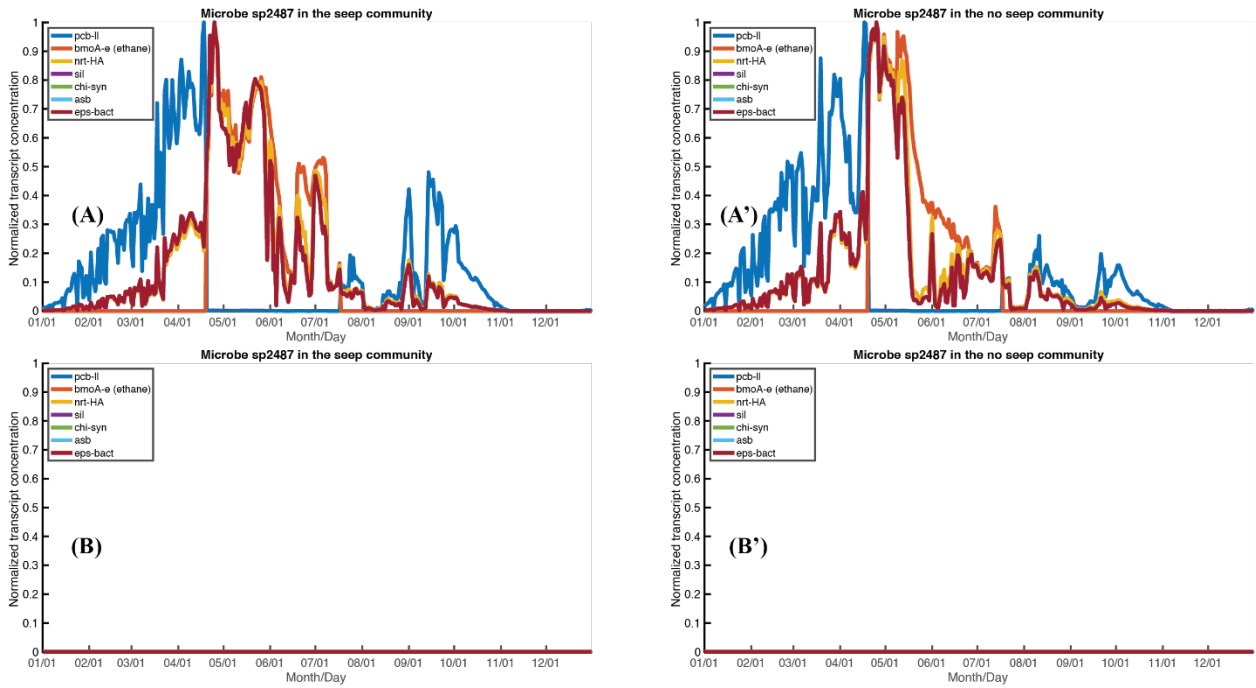 Microbe sp2487 in the seep community
1
0.9
0.8
0.7
0.6
0.5
0.4
0.3
0.2
0.1
0
Normalized transcript concentration
pcb-II
bmoA-e (ethane)
nrt-HA
sil
chi-syn
asb
eps-bact
(A)
01/01 02/01 03/01 04/01 05/01 06/01 07/01 08/01 09/01 10/01 11/01 12/01
Month/Day
Microbe sp2487 in the no seep community
1
0.9
0.8
0.7
0.6
0.5
0.4
0.3
0.2
0.1
0
Normalized transcript concentration
pcb-II
bmoA-e (ethane)
nrt-HA
sil
chi-syn
asb
eps-bact
(A’)
01/01 02/01 03/01 04/01 05/01 06/01 07/01 08/01 09/01 10/01 11/01 12/01
Month/Day
Microbe sp2487 in the seep community
1
0.9
0.8
0.7
0.6
0.5
0.4
0.3
0.2
0.1
0
Normalized transcript concentration
pcb-II
bmoA-e (ethane)
nrt-HA
sil
chi-syn
asb
eps-bact
(B)
01/01 02/01 03/01 04/01 05/01 06/01 07/01 08/01 09/01 10/01 11/01 12/01
Month/Day
Microbe sp2487 in the no seep community
1
0.9
0.8
0.7
0.6
0.5
0.4
0.3
0.2
0.1
0
Normalized transcript concentration
pcb-II
bmoA-e (ethane)
nrt-HA
sil
chi-syn
asb
eps-bact
(B’)
01/01 02/01 03/01 04/01 05/01 06/01 07/01 08/01 09/01 10/01 11/01 12/01
Month/Day